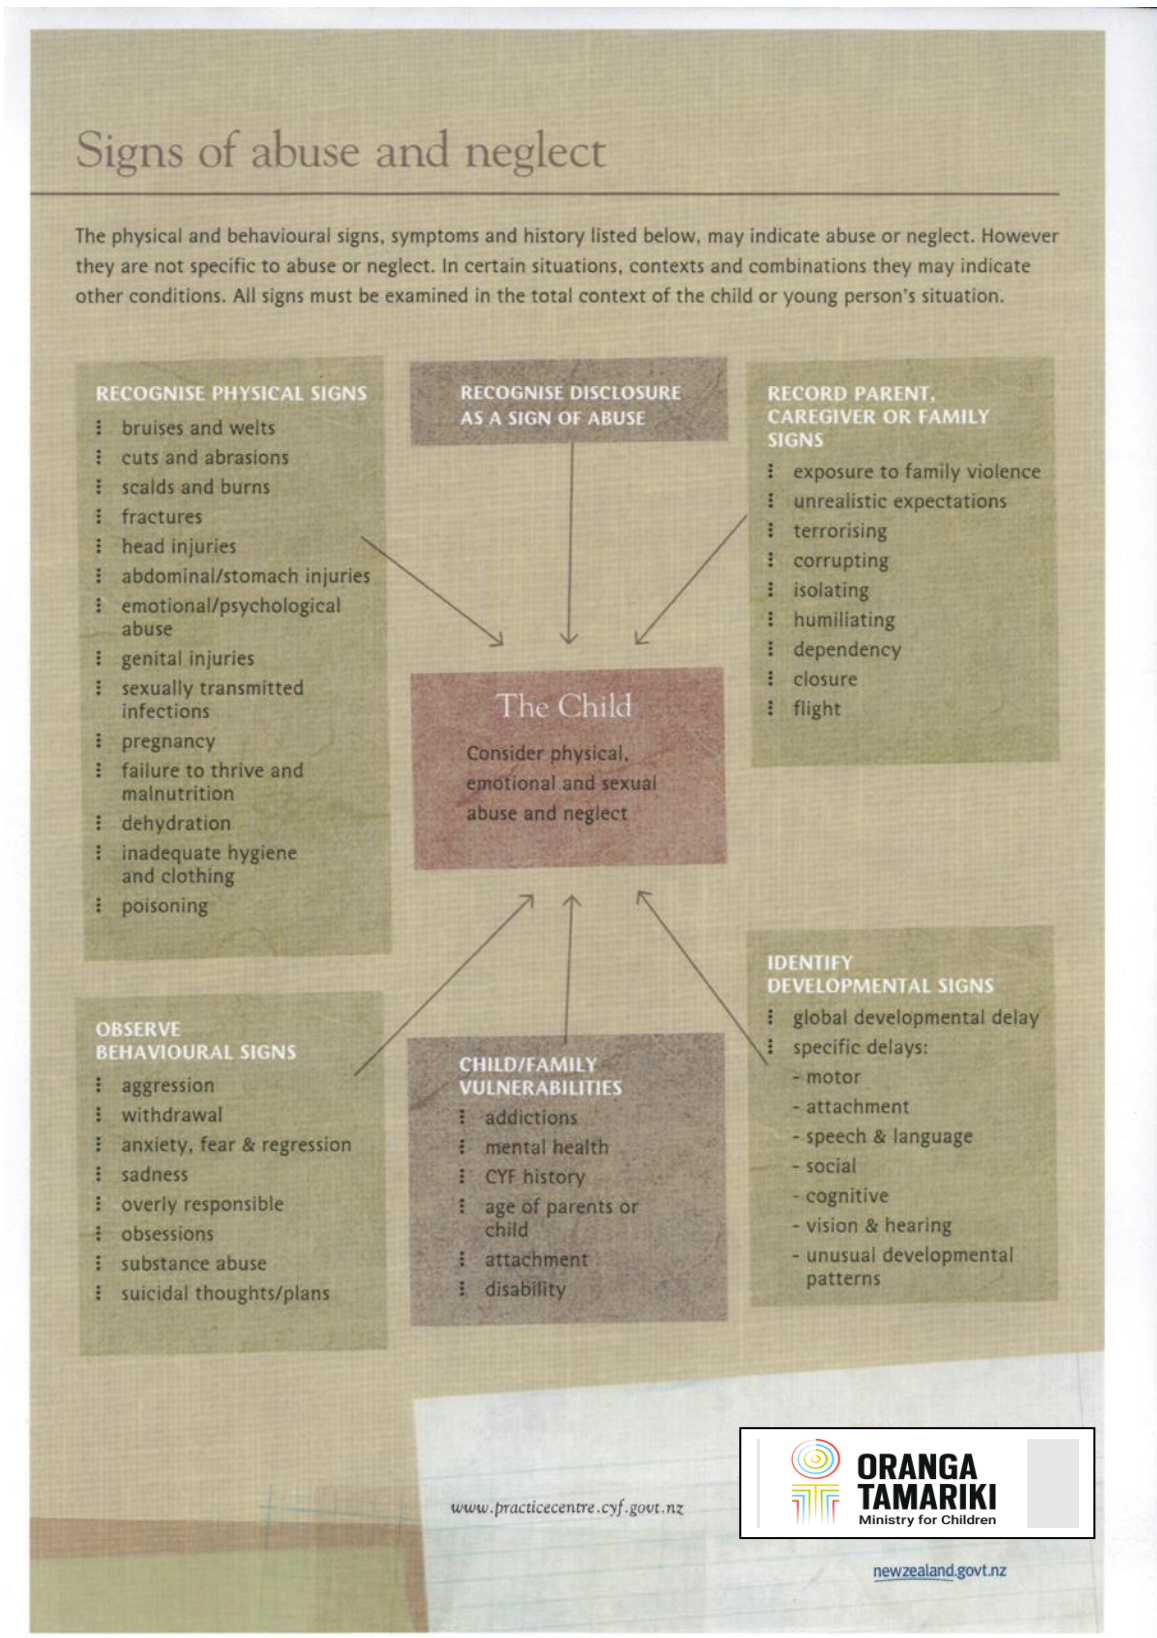 Signs of abuse and neglect
The physical and behavioural signs, symptoms and history listed below, may indicate abuse or neglect. However
they are not specific to abuse or neglect. In certain situations, contexts and combinations they may indicate
other conditions. All signs must be examined in the total context of the child or young person's situation.
RECOGNISE PHYSICAL SIGNS
bruises and welts
cuts and abrasions
scalds and burns
fractures
head injuries
abdominal/stomach injuries
emotional/psychological
abuse
genital injuries
sexually transmitted
infections
pregnancy
failure to thrive and
malnutrition
dehydration
inadequate hygiene
and clothing
poisoning
RECOGNISE DISCLOSURE
AS A SIGN OF ABUSE
RECORD PARENT,
CAREGIVER OR FAMILY
SIGNS
exposure to family violence
unrealistic expectations
terrorising
corrupting
isolating
humiliating
dependency
closure
flight
The Child
Consider physical,
emotional and sexual
abuse and neglect
OBSERVE
BEHAVIOURAL SIGNS
aggression
withdrawal
anxiety, fear & regression
sadness
overly responsible
obsessions
substance abuse
suicidal thoughts/plans
CHILD/FAMILY
VULNERABILITIES
addictions
mental health
CYF history
age of parents or
child
attachment
disability
IDENTIFY
DEVELOPMENTAL SIGNS
global developmental delay
specific delays:
- motor
- attachment
- speech & language
- social
- cognitive
- vision & hearing
- unusual developmental
patterns
www.practicecentre.cyf.govt.nz
ORANGA
TAMARIKI
Ministry for Children
newzealand.govt.nz